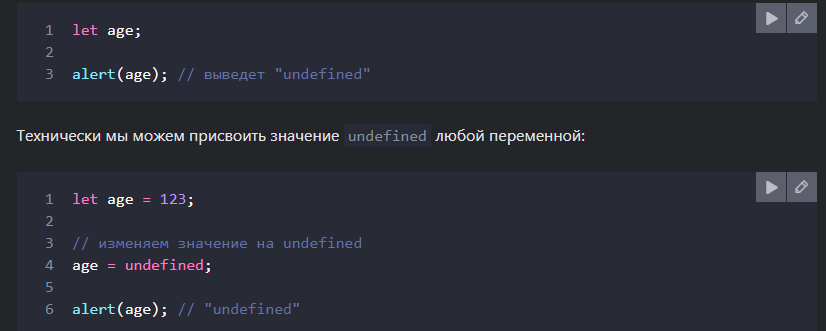 1 let age;
2
3 alert(age); // выведет "undefined"
Технически мы можем присвоить значение undefined любой переменной:
1 let age = 123;
2
3 // изменяем значение на undefined
4 age = undefined;
5
6 alert(age); // "undefined"